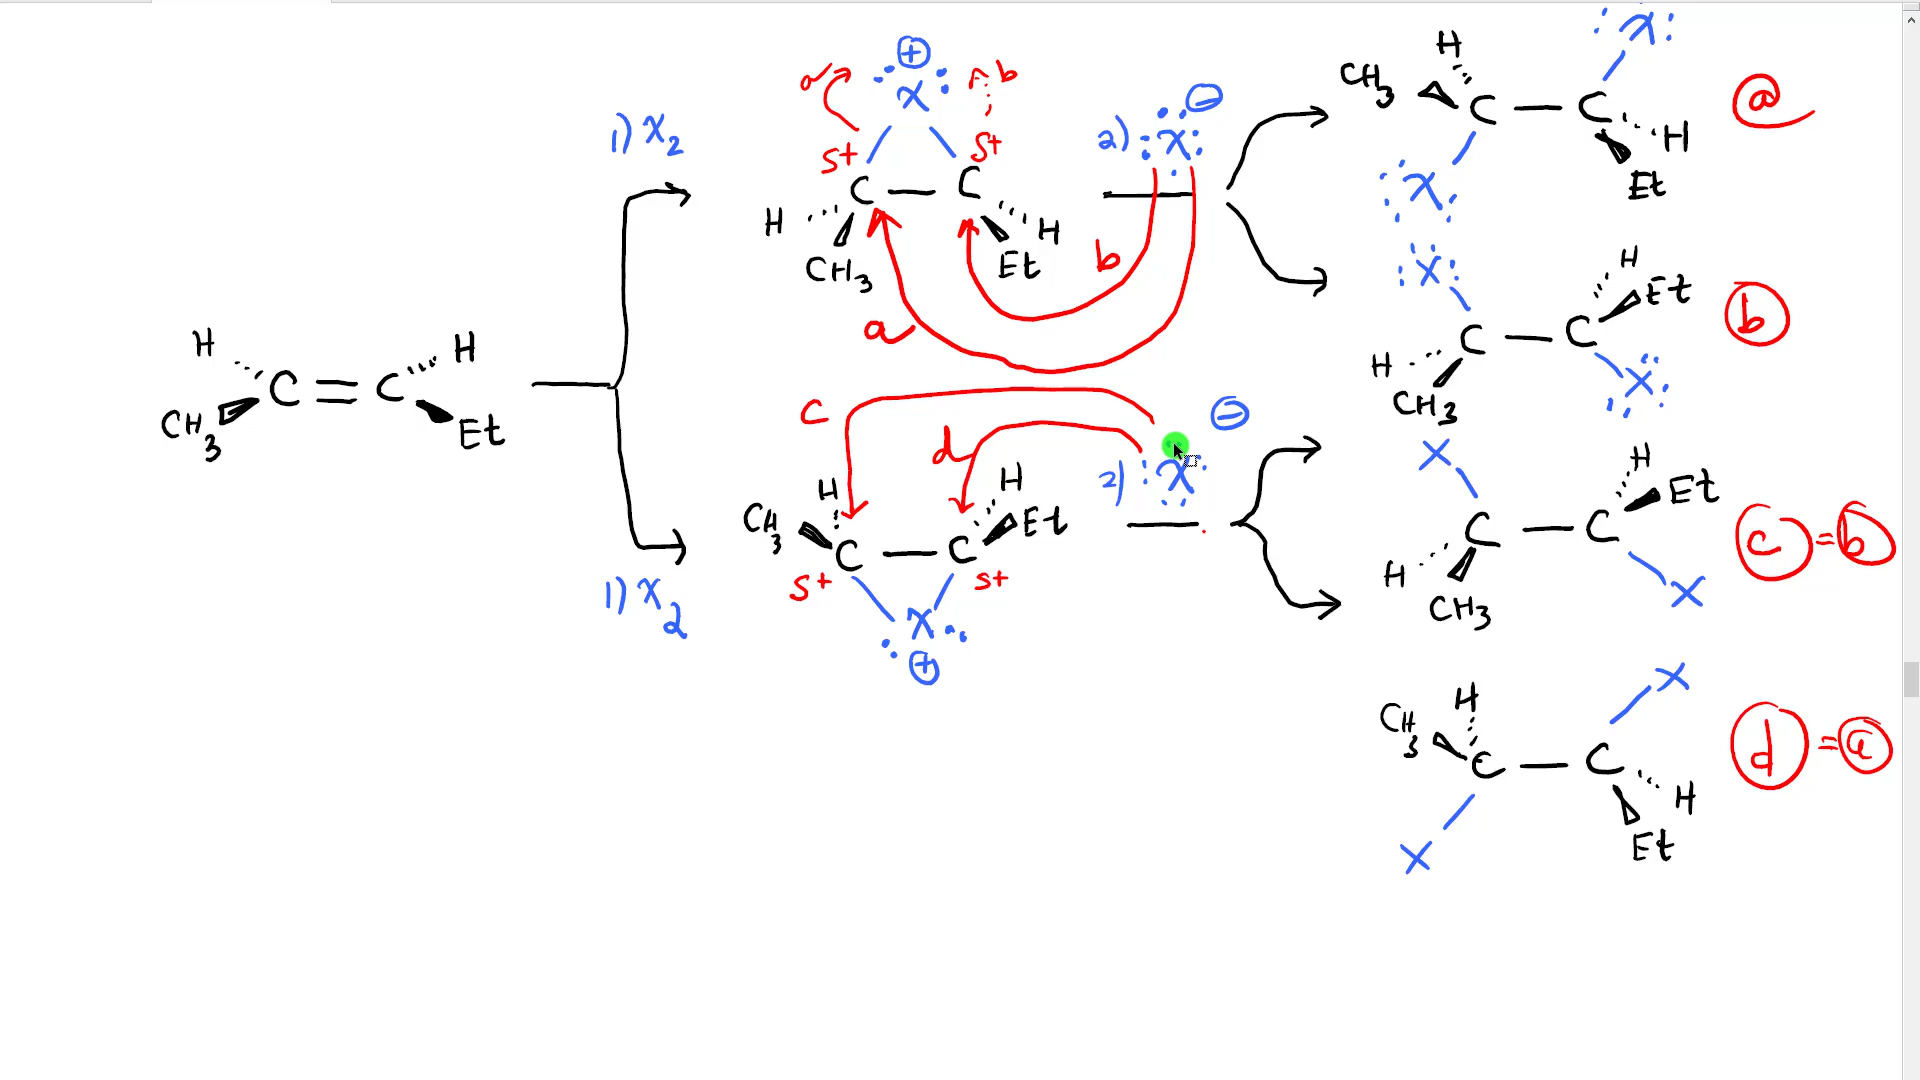 H
CH3
C = C
H
Et
1) X2
1) X2
a
⊕
:X:
b
S+
S+
C — C
H
CH3
H
Et
2) :X:
⊖
b
a
c
d
H
CH3
C — C
H
Et
S+
S+
X
⊕
2) :X:
⊖
H
CH3
C — C
:X:
H
Et
:X:
a
:X:
H
Et
C — C
H
CH3
:X:
b
X
H
Et
C — C
H
CH3
X
c = b
X
H
CH3
C — C
H
Et
X
d = a